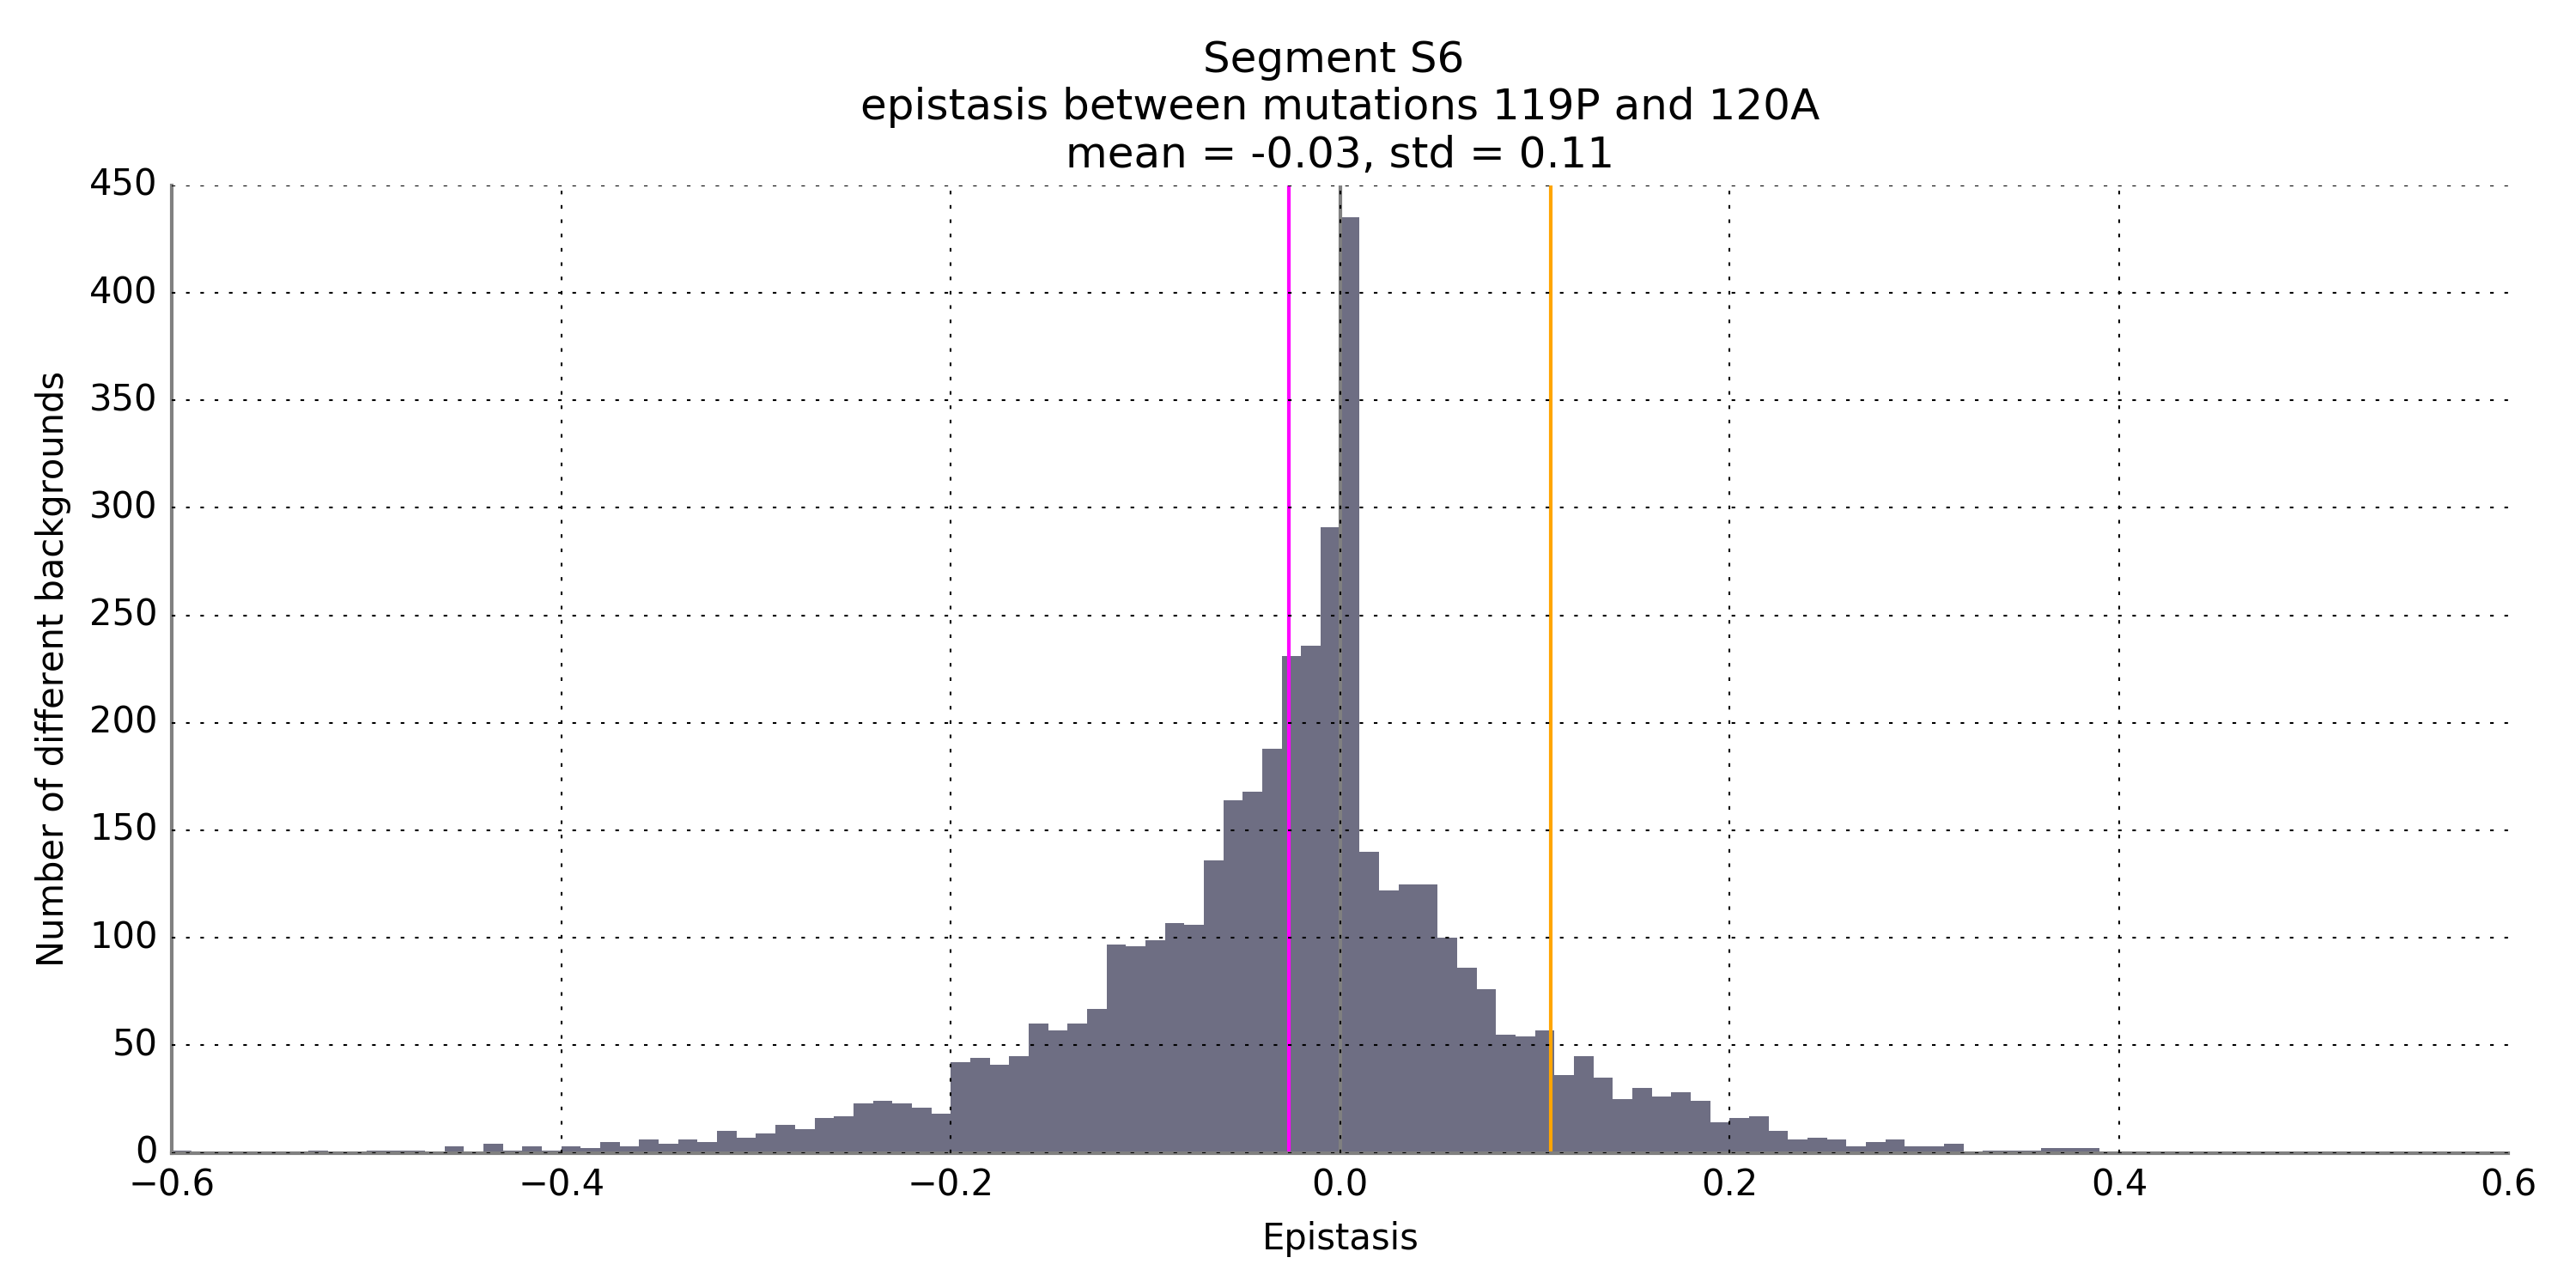 Segment S6
epistasis between mutations 119P and 120A
mean = -0.03, std = 0.11
450
400
350
300
250
200
150
100
50
0
Number of different backgrounds
−0.6 −0.4 −0.2 0.0 0.2 0.4 0.6
Epistasis